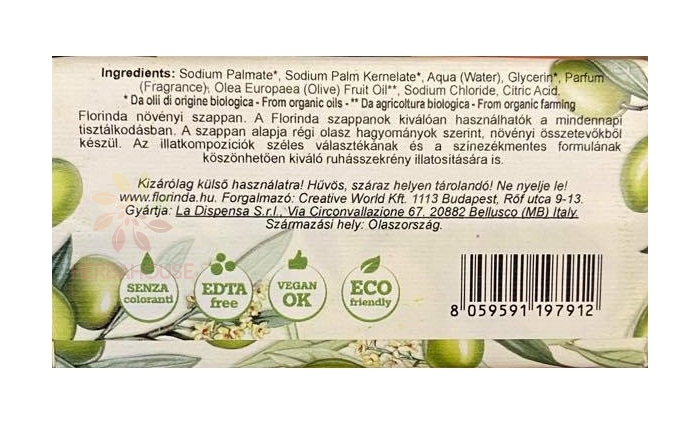 Ingredients: Sodium Palmate*, Sodium Palm Kernelate*, Aqua (Water), Glycerin*, Parfum
(Fragrance), Olea Europaea (Olive) Fruit Oil**, Sodium Chloride, Citric Acid.
* Da olii di origine biologica - From organic oils - ** Da agricoltura biologica - From organic farming
Florinda növényi szappan. A Florinda szappanok kiválóan használhatók a mindennapi
tisztálkodásban. A szappan alapja régi olasz hagyományok szerint, növényi összetevőkből
készül. Az illatkompozíciók széles választékának és a színezékmentes formulának
köszönhetően kiváló ruhásszekrény illatosítására is.
Kizárólag külső használatra! Hűvös, száraz helyen tárolandó! Ne nyelje le!
www.florinda.hu. Forgalmazó: Creative World Kft. 1113 Budapest, Rőf utca 9-13.
Gyártja: La Dispensa S.r.l., Via Circonvallazione 67, 20882 Bellusco (MB) Italy.
Származási hely: Olaszország.
SENZA
coloranti
EDTA
free
VEGAN
OK
ECO
friendly
8 059591 197912